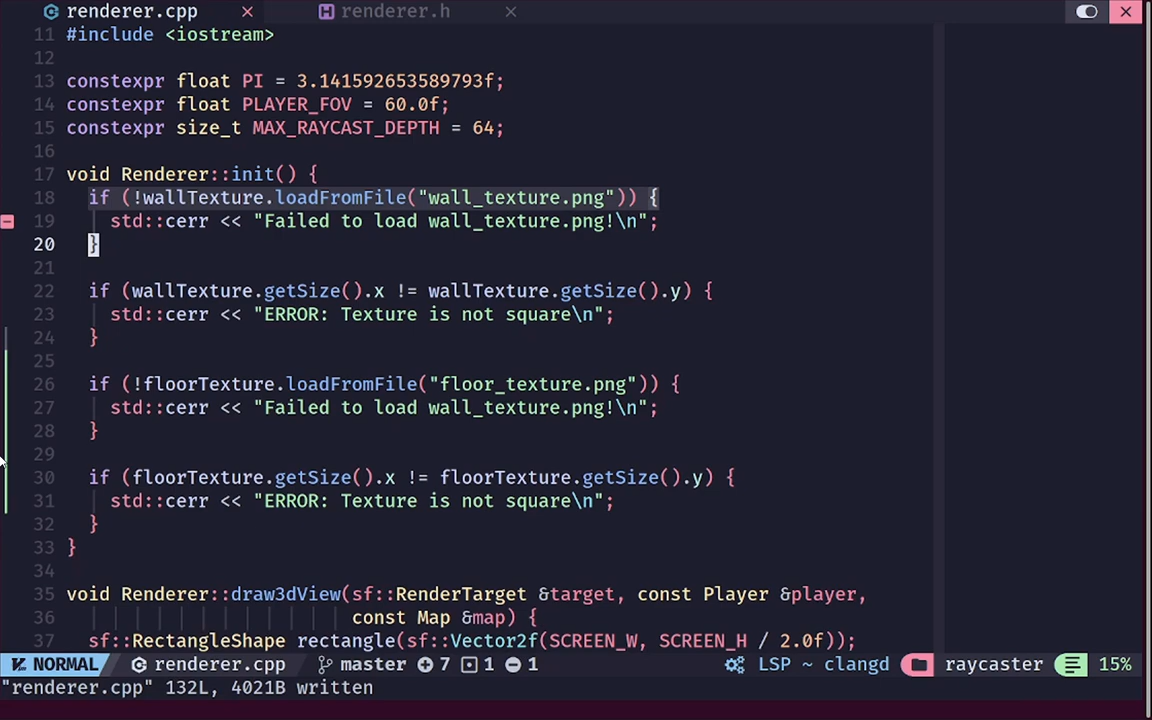 renderer.cpp × renderer.h ×
11 #include <iostream>
12
13 constexpr float PI = 3.141592653589793f;
14 constexpr float PLAYER_FOV = 60.0f;
15 constexpr size_t MAX_RAYCAST_DEPTH = 64;
16
17 void Renderer::init() {
18   if (!wallTexture.loadFromFile("wall_texture.png")) {
19     std::cerr << "Failed to load wall_texture.png!\n";
20   }
21
22   if (wallTexture.getSize().x != wallTexture.getSize().y) {
23     std::cerr << "ERROR: Texture is not square\n";
24   }
25
26   if (!floorTexture.loadFromFile("floor_texture.png")) {
27     std::cerr << "Failed to load wall_texture.png!\n";
28   }
29
30   if (floorTexture.getSize().x != floorTexture.getSize().y) {
31     std::cerr << "ERROR: Texture is not square\n";
32   }
33 }
34
35 void Renderer::draw3dView(sf::RenderTarget &target, const Player &player,
36                           const Map &map) {
37   sf::RectangleShape rectangle(sf::Vector2f(SCREEN_W, SCREEN_H / 2.0f));
NORMAL renderer.cpp master 7 1 1 LSP ~ clangd raycaster 15%
"renderer.cpp" 132L, 4021B written